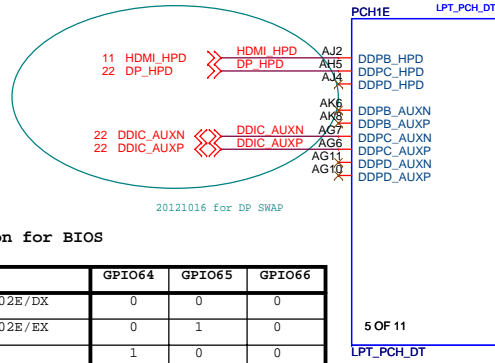 PCH1E LPT_PCH_DT
11 HDMI_HPD HDMI_HPD AJ2 DDPB_HPD
22 DP_HPD DP_HPD AH5 DDPC_HPD
AJ4 DDPD_HPD
AK6 DDPB_AUXN
AK8 DDPB_AUXP
22 DDIC_AUXN DDIC_AUXN AG7 DDPC_AUXN
22 DDIC_AUXP DDIC_AUXP AG6 DDPC_AUXP
AG11 DDPD_AUXN
AG10 DDPD_AUXP
20121016 for DP SWAP
on for BIOS
GPIO64 GPIO65 GPIO66
02E/DX 0 0 0
02E/EX 0 1 0
1 0 0
5 OF 11
LPT_PCH_DT